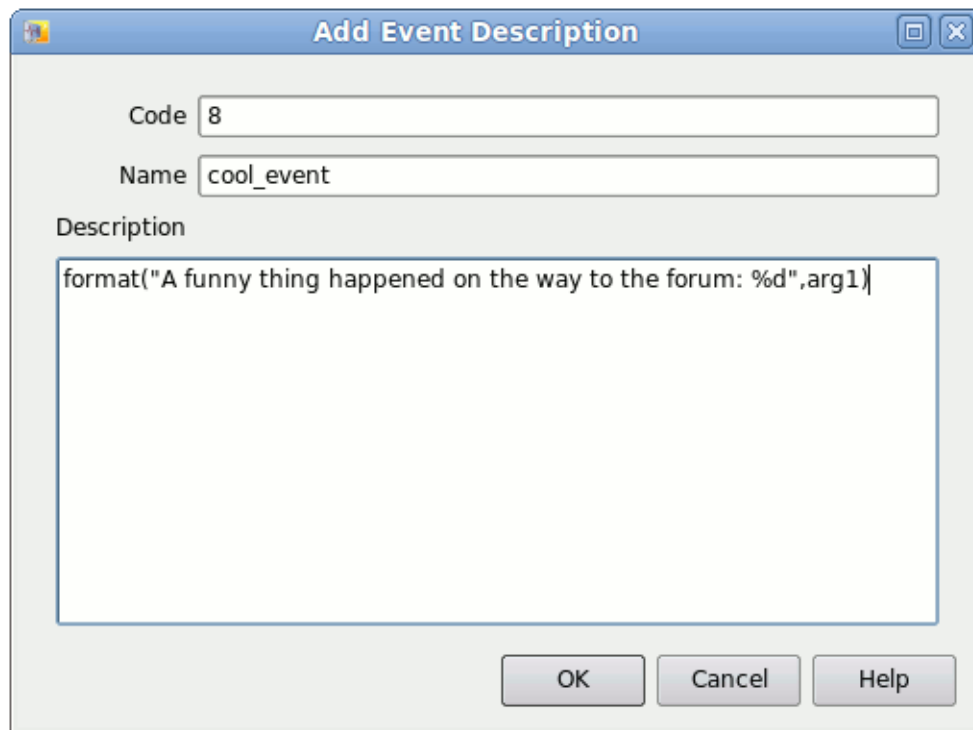 Add Event Description
Code 8
Name cool_event
Description
format("A funny thing happened on the way to the forum: %d",arg1)
OK Cancel Help